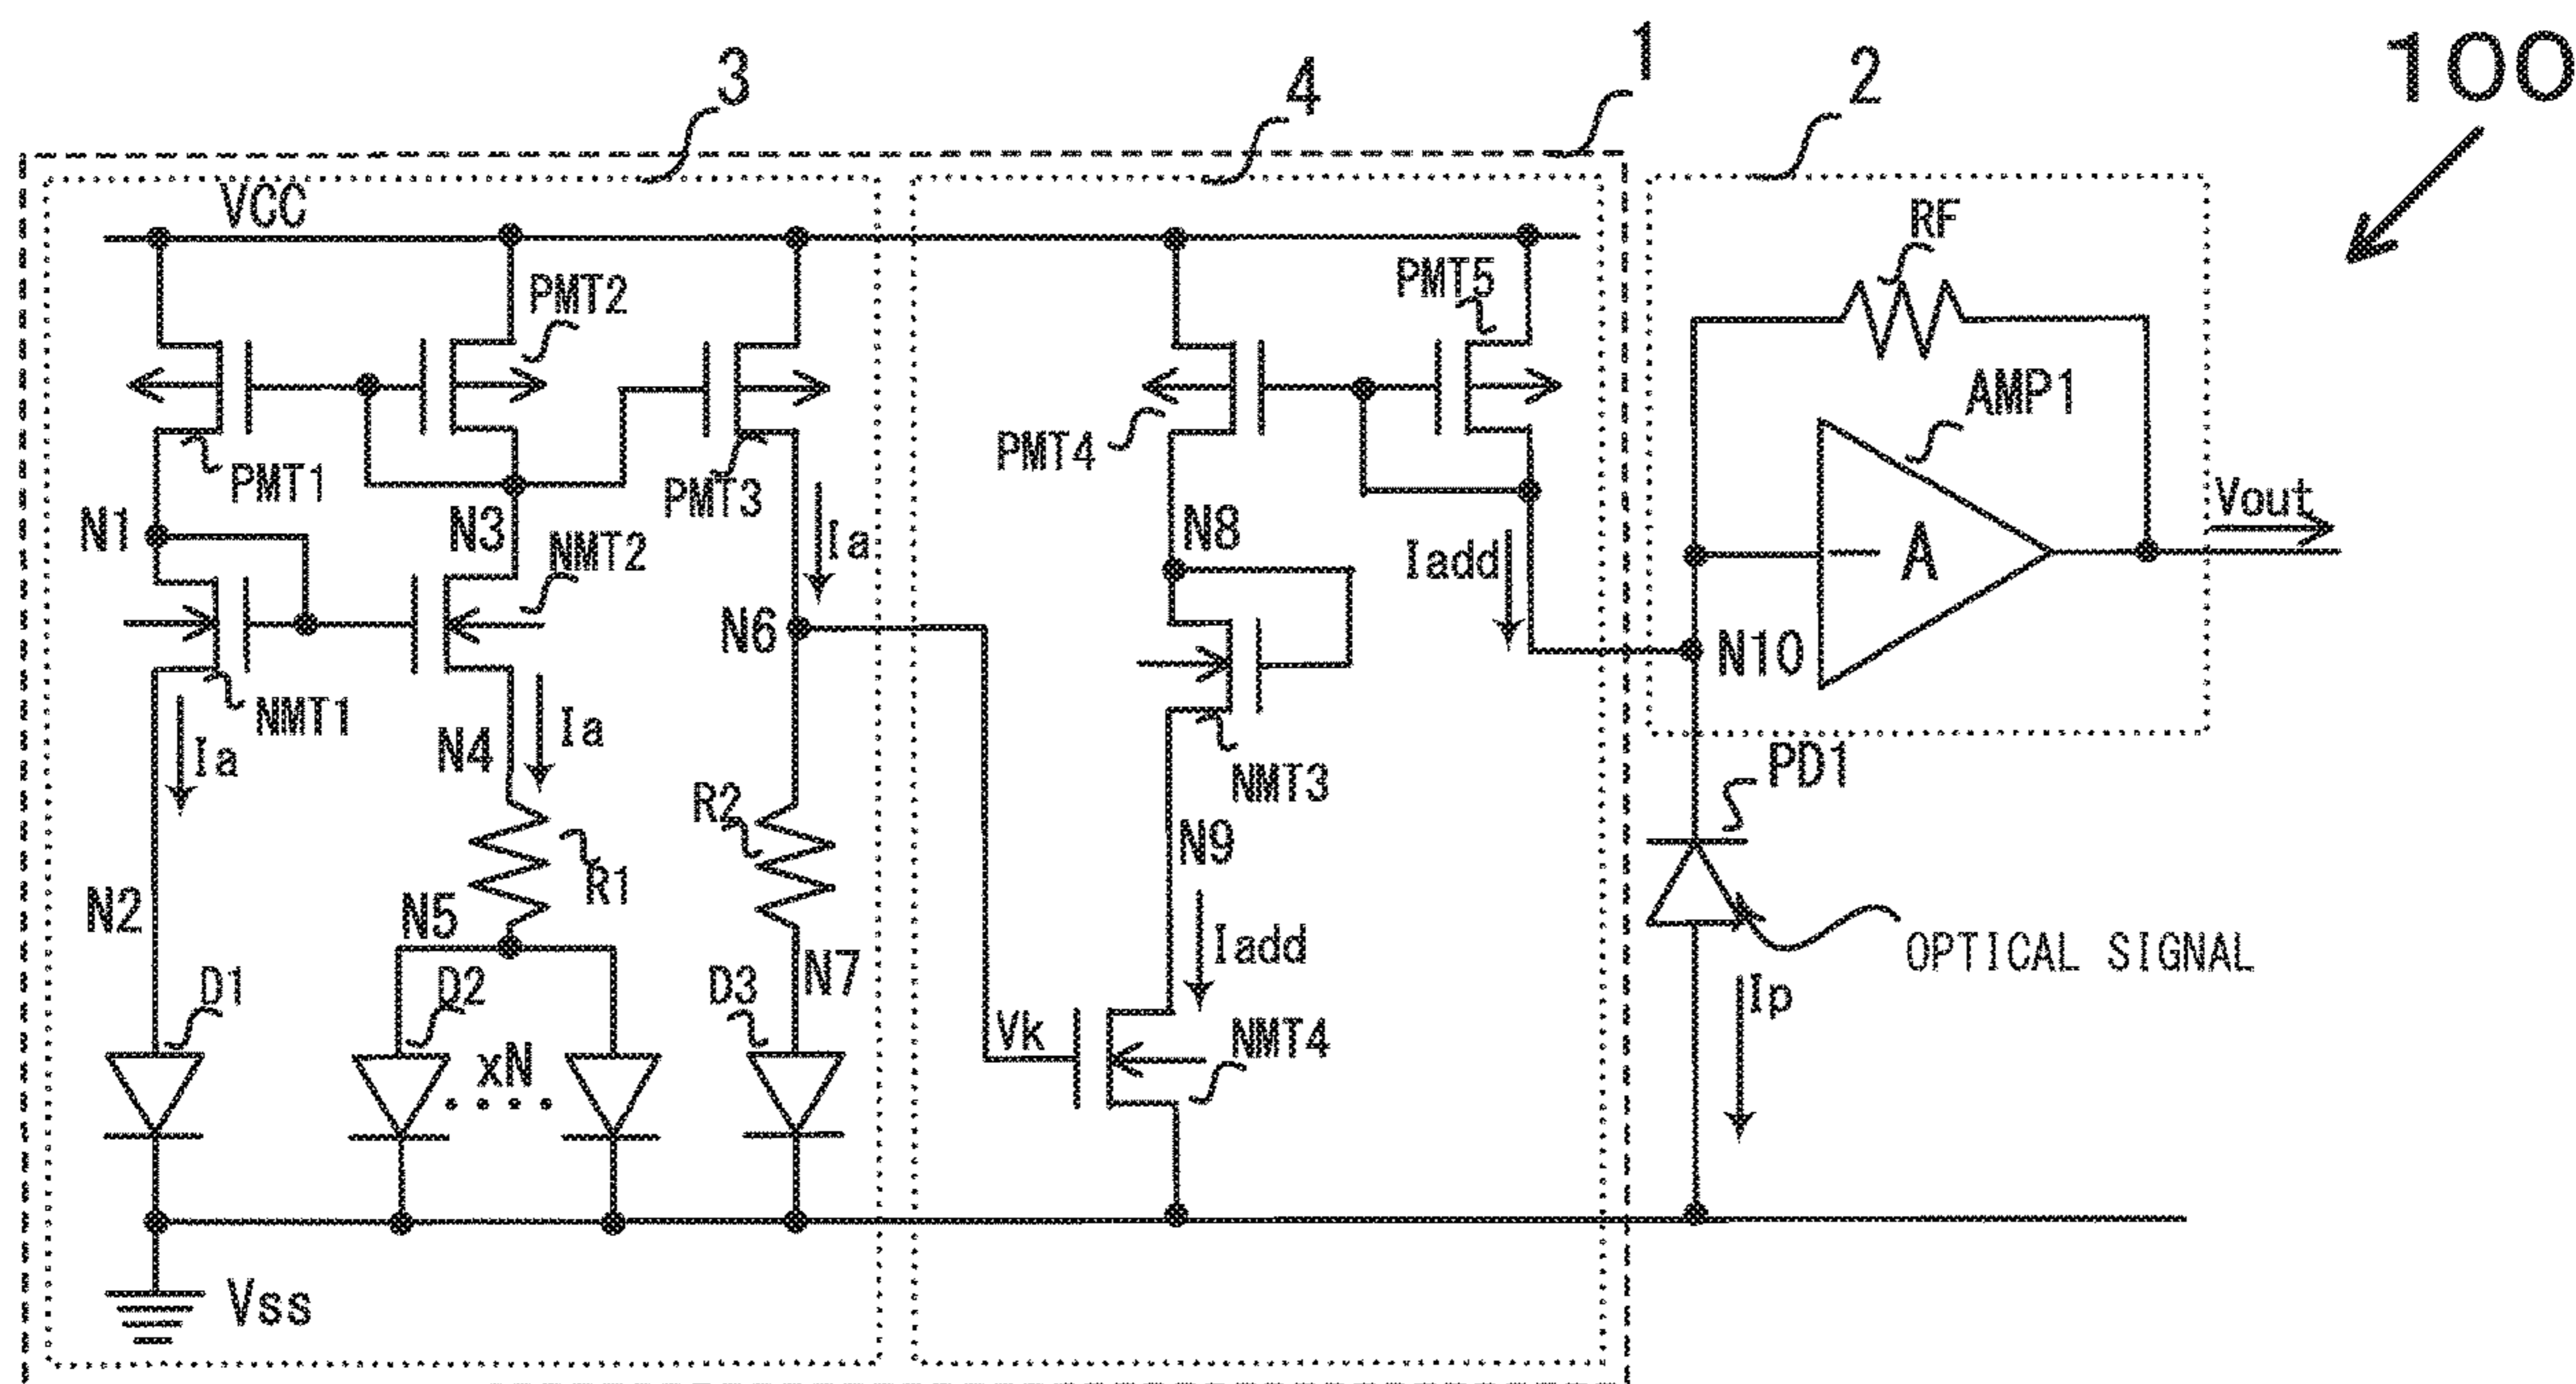 100
3
4
1
2
VCC
RF
PMT2
PMT5
AMP1
PMT1
PMT3
PMT4
N1
N3
NMT2
Ia
N8
Iadd
Vout
A
N6
N10
NMT1
Ia
N4
Ia
R2
NMT3
PD1
N2
N5
R1
N9
Iadd
OPTICAL SIGNAL
D1
D2
D3
N7
Ip
xN
Vk
NMT4
Vss